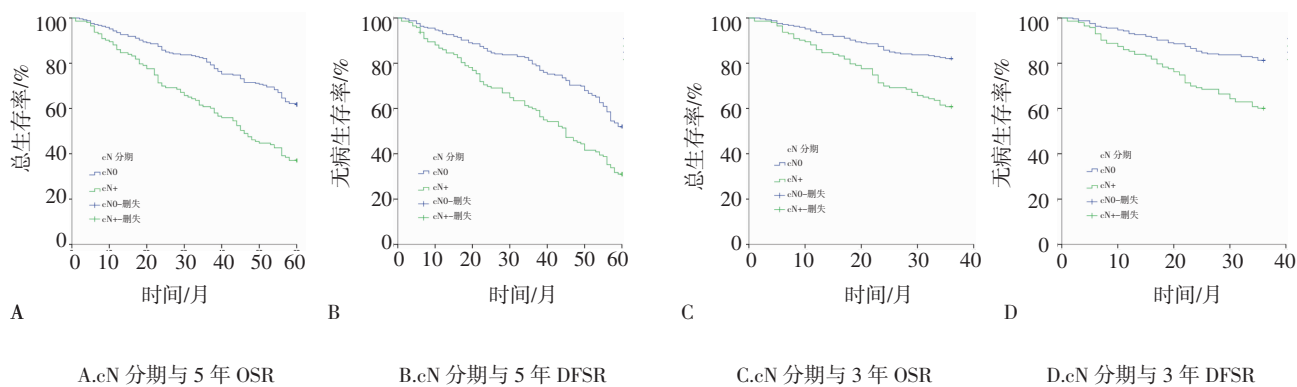 100
80
60
40
20
0
总生存率/%
cN 分期
cN0
cN+
cN0-删失
cN+-删失
0 10 20 30 40 50 60
时间/月
A
100
80
60
40
20
0
无病生存率/%
cN 分期
cN0
cN+
cN0-删失
cN+-删失
0 10 20 30 40 50 60
时间/月
B
100
80
60
40
20
0
总生存率/%
cN 分期
cN0
cN+
cN0-删失
cN+-删失
0 10 20 30 40
时间/月
C
100
80
60
40
20
0
无病生存率/%
cN 分期
cN0
cN+
cN0-删失
cN+-删失
0 10 20 30 40
时间/月
D
A.cN 分期与 5 年 OSR
B.cN 分期与 5 年 DFSR
C.cN 分期与 3 年 OSR
D.cN 分期与 3 年 DFSR